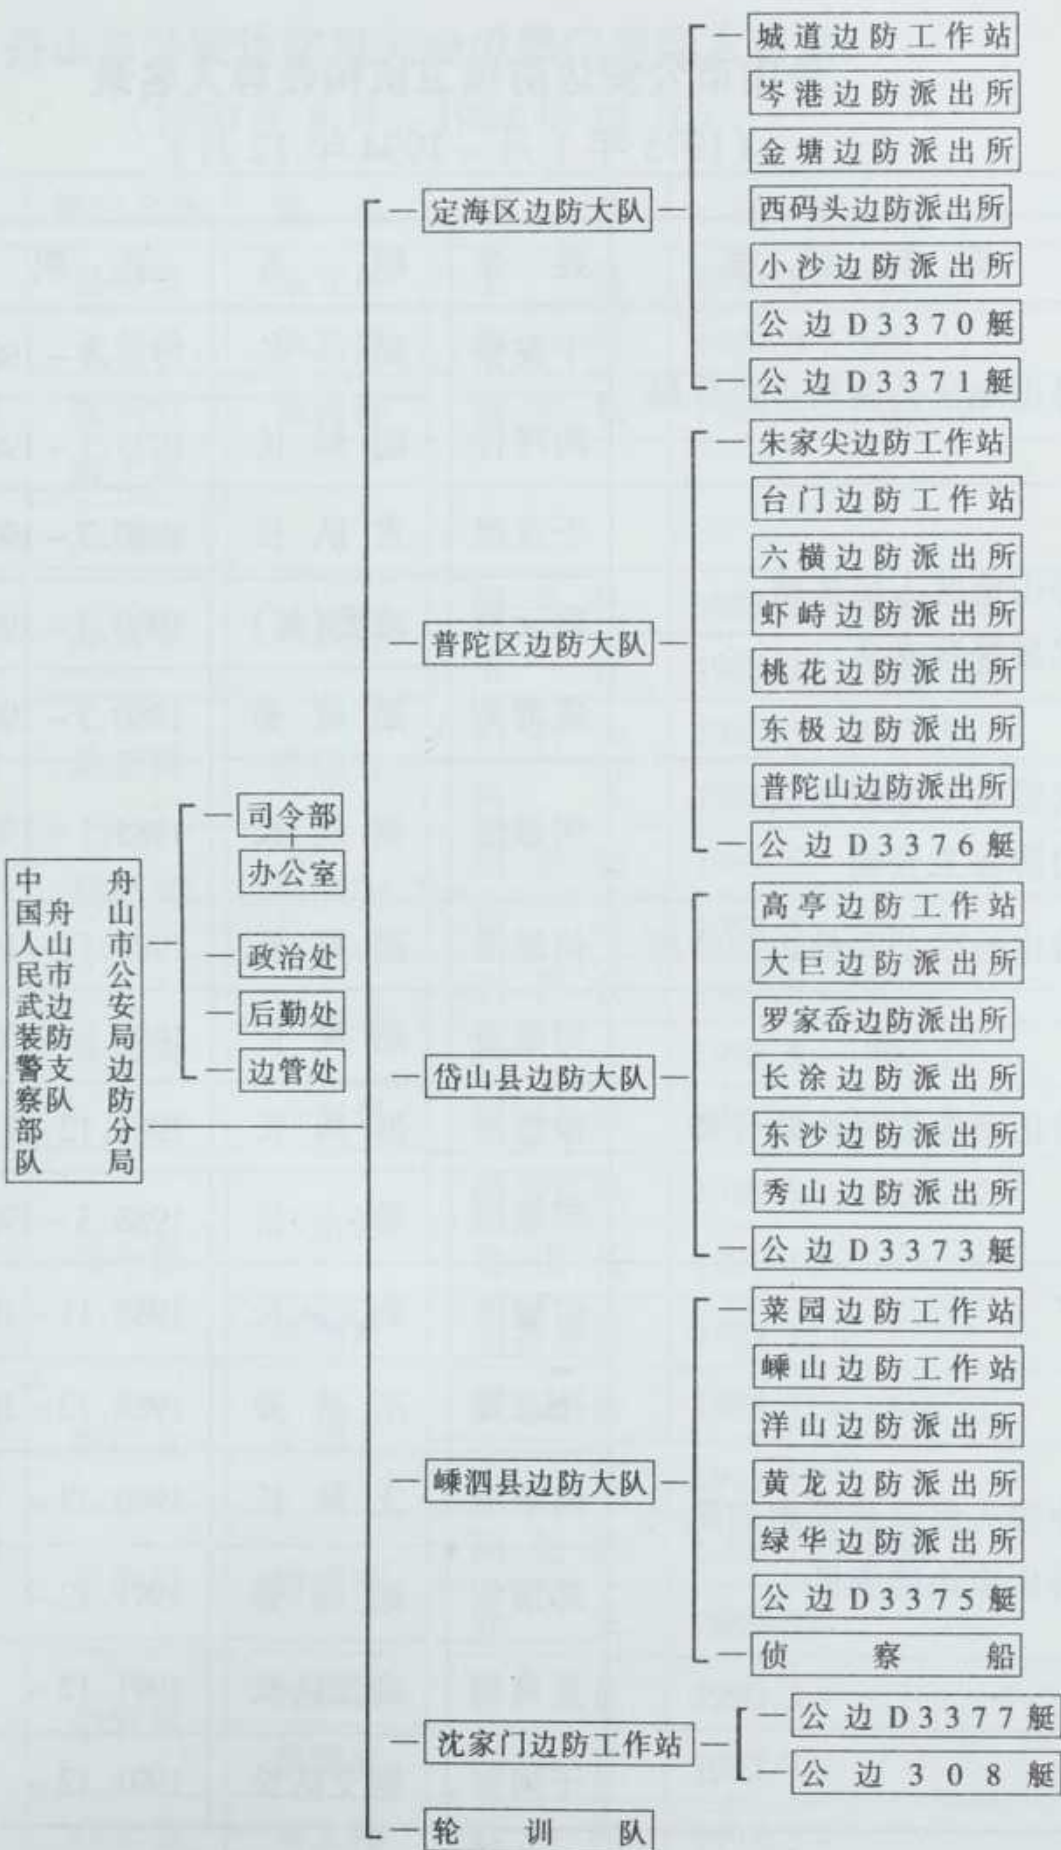 中国人民武装警察部队
舟山市边防支队
舟山市公安局边防分局
司令部
办公室
政治处
后勤处
边管处
定海区边防大队
城道边防工作站
岑港边防派出所
金塘边防派出所
西码头边防派出所
小沙边防派出所
公边D3370艇
公边D3371艇
普陀区边防大队
朱家尖边防工作站
台门边防工作站
六横边防派出所
虾峙边防派出所
桃花边防派出所
东极边防派出所
普陀山边防派出所
公边D3376艇
岱山县边防大队
高亭边防工作站
大巨边防派出所
罗家岙边防派出所
长涂边防派出所
东沙边防派出所
秀山边防派出所
公边D3373艇
嵊泗县边防大队
菜园边防工作站
嵊山边防工作站
洋山边防派出所
黄龙边防派出所
绿华边防派出所
公边D3375艇
侦察船
沈家门边防工作站
公边D3377艇
公边308艇
轮训队